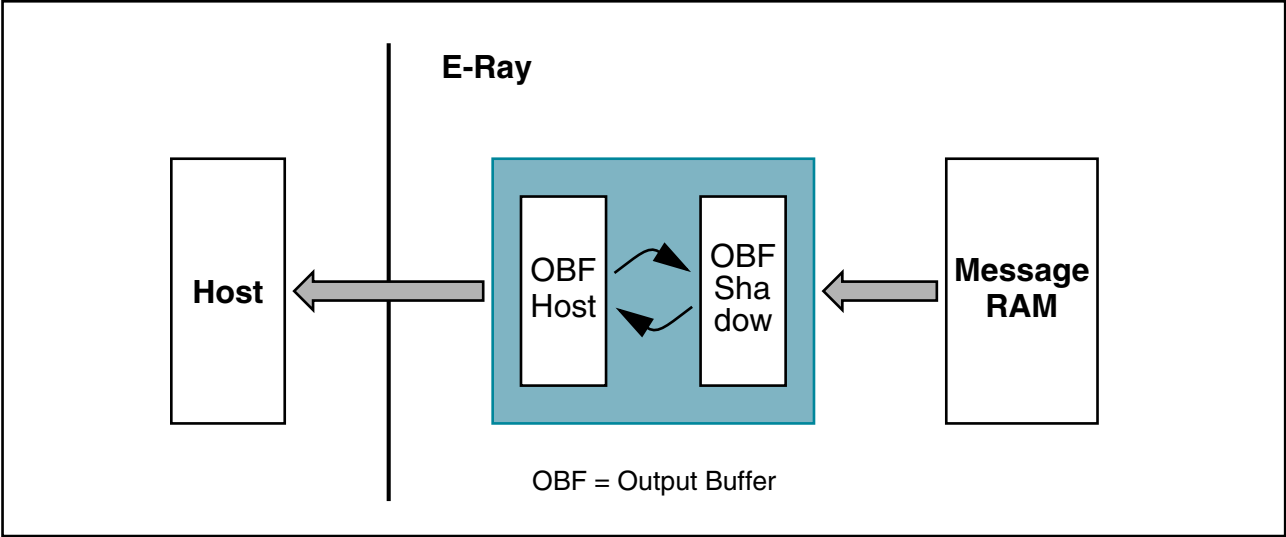 E-Ray
Host
OBF
Host
OBF
Sha
dow
Message
RAM
OBF = Output Buffer